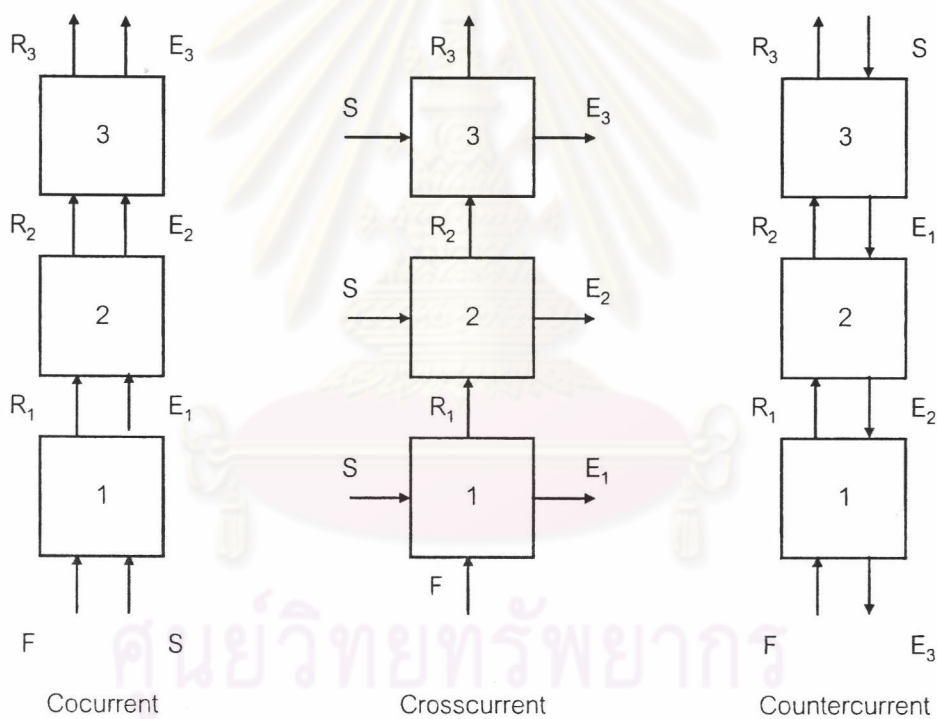 R₃ E₃ R₃ R₃ S
3 S 3 E₃ 3
R₂ E₂ R₂ R₂ E₁
2 S 2 E₂ 2
R₁ E₁ R₁ R₁ E₂
1 S 1 E₁ 1
F
F S F E₃
ศูนย์วิทยทรัพยากร
Cocurrent Crosscurrent Countercurrent